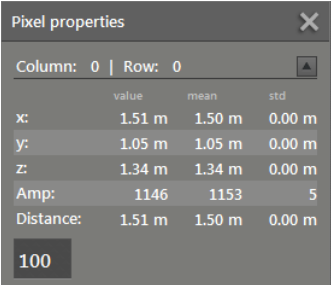 Pixel properties
Column: 0 | Row: 0
value mean std
x: 1.51 m 1.50 m 0.00 m
y: 1.05 m 1.05 m 0.00 m
z: 1.34 m 1.34 m 0.00 m
Amp: 1146 1153 5
Distance: 1.51 m 1.50 m 0.00 m
100